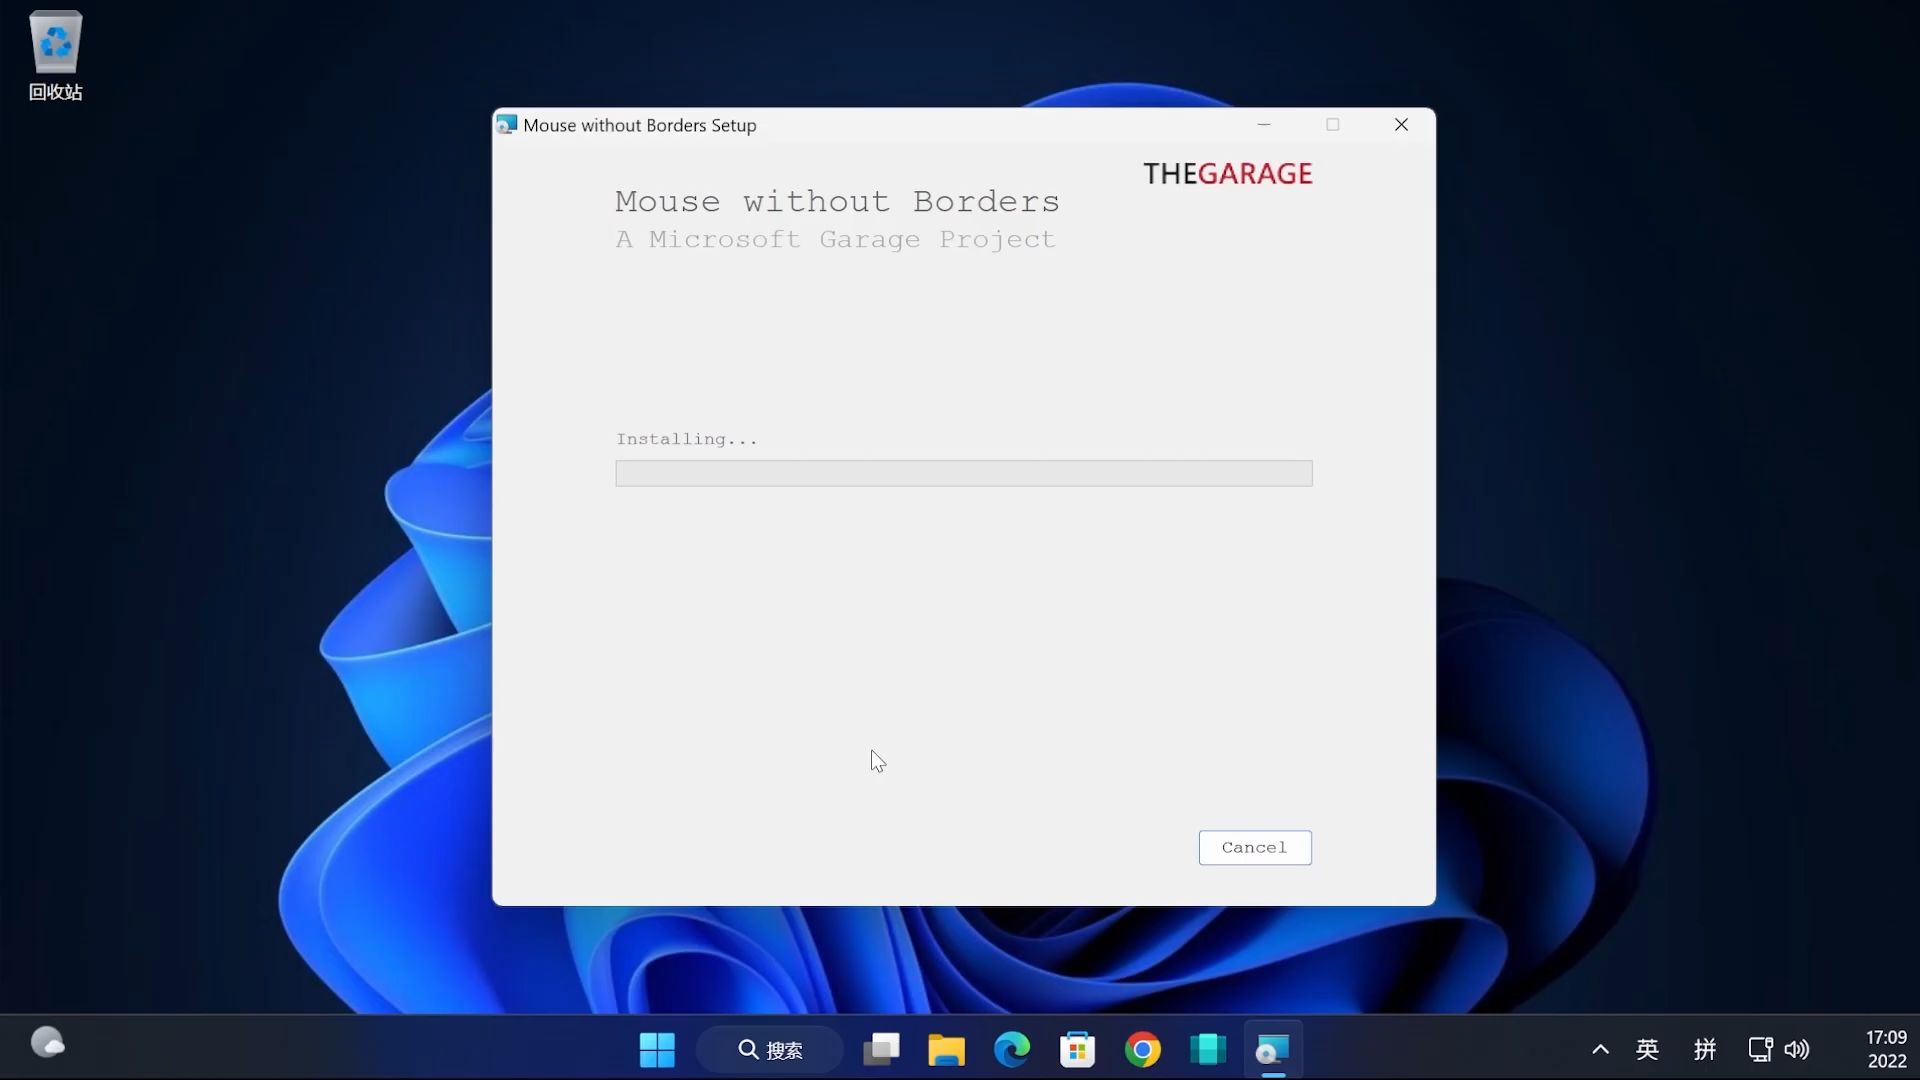 回收站
Mouse without Borders Setup
THEGARAGE
Mouse without Borders
A Microsoft Garage Project
Installing...
Cancel
搜索
英
拼
17:09
2022